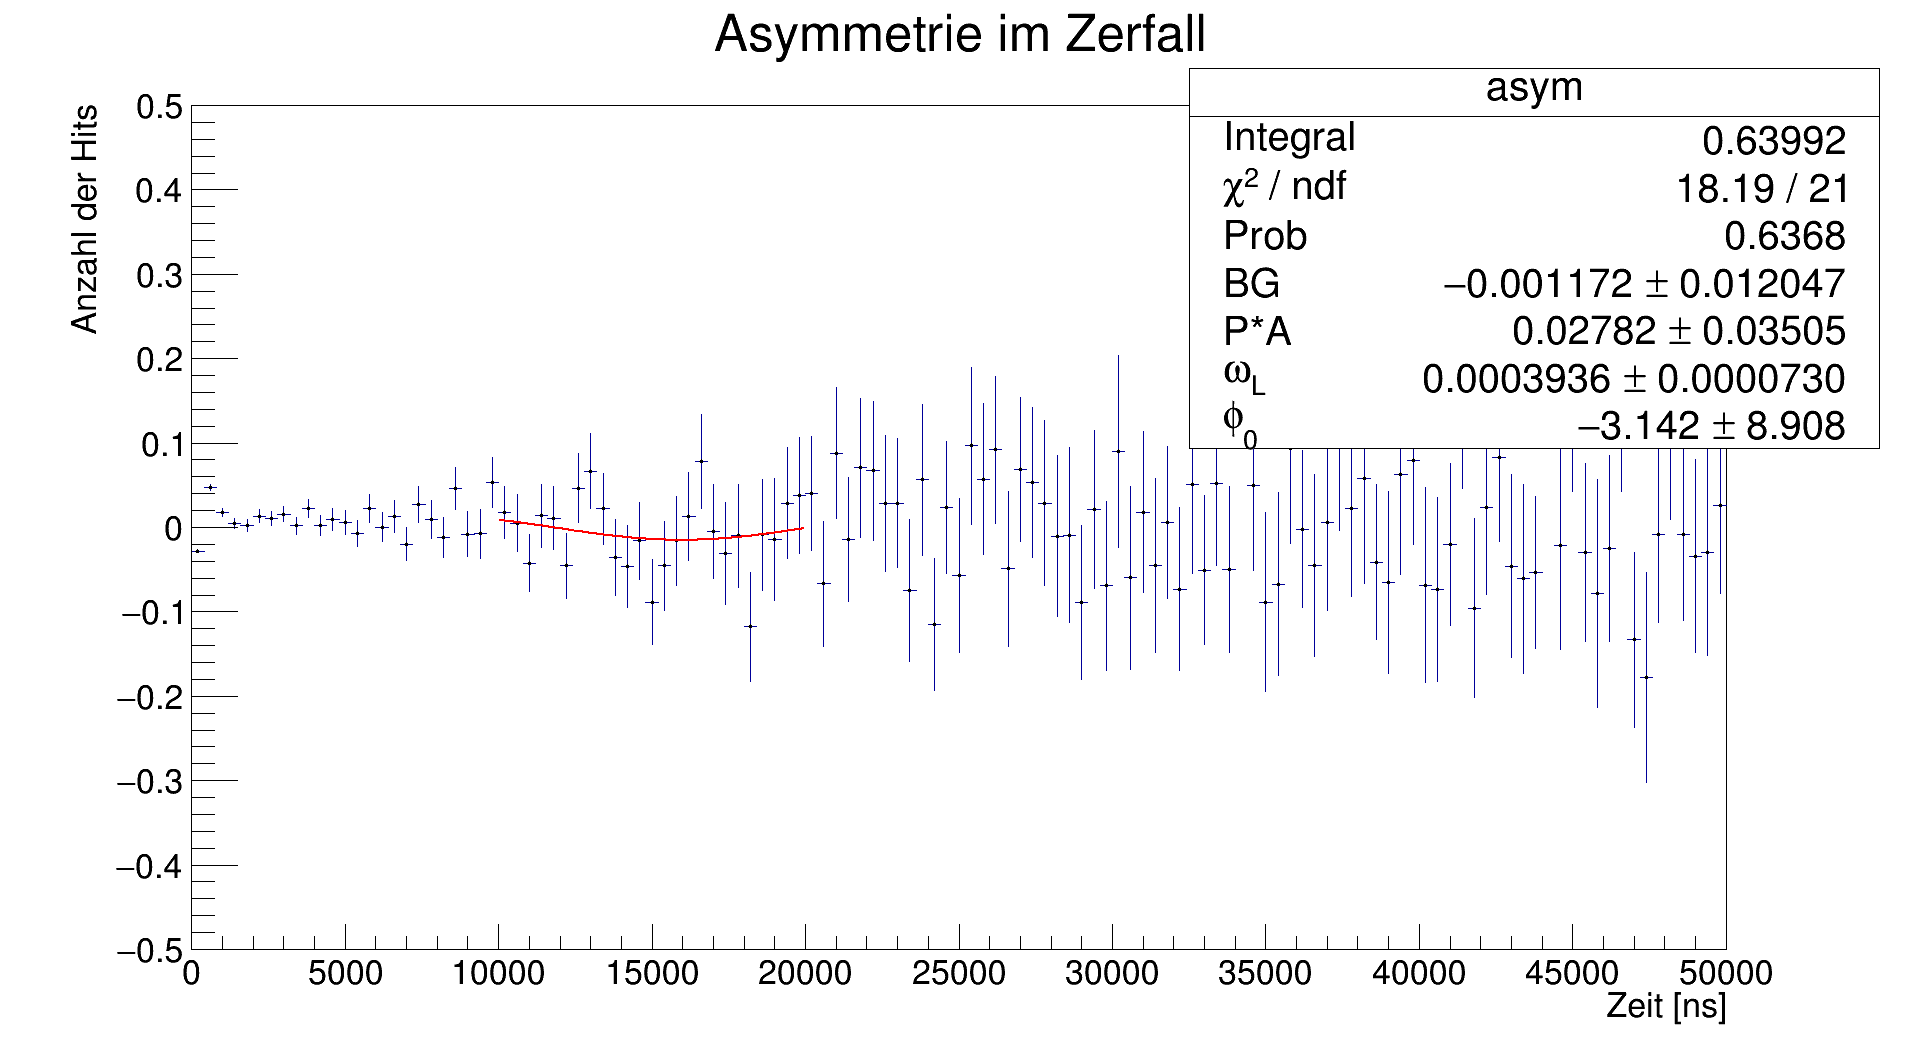 Asymmetrie im Zerfall
asym
Integral 0.63992
χ² / ndf 18.19 / 21
Prob 0.6368
BG −0.001172 ± 0.012047
P*A 0.02782 ± 0.03505
ω_L 0.0003936 ± 0.0000730
ϕ_0 −3.142 ± 8.908
Anzahl der Hits
0.5
0.4
0.3
0.2
0.1
0
−0.1
−0.2
−0.3
−0.4
−0.5
0 5000 10000 15000 20000 25000 30000 35000 40000 45000 50000
Zeit [ns]